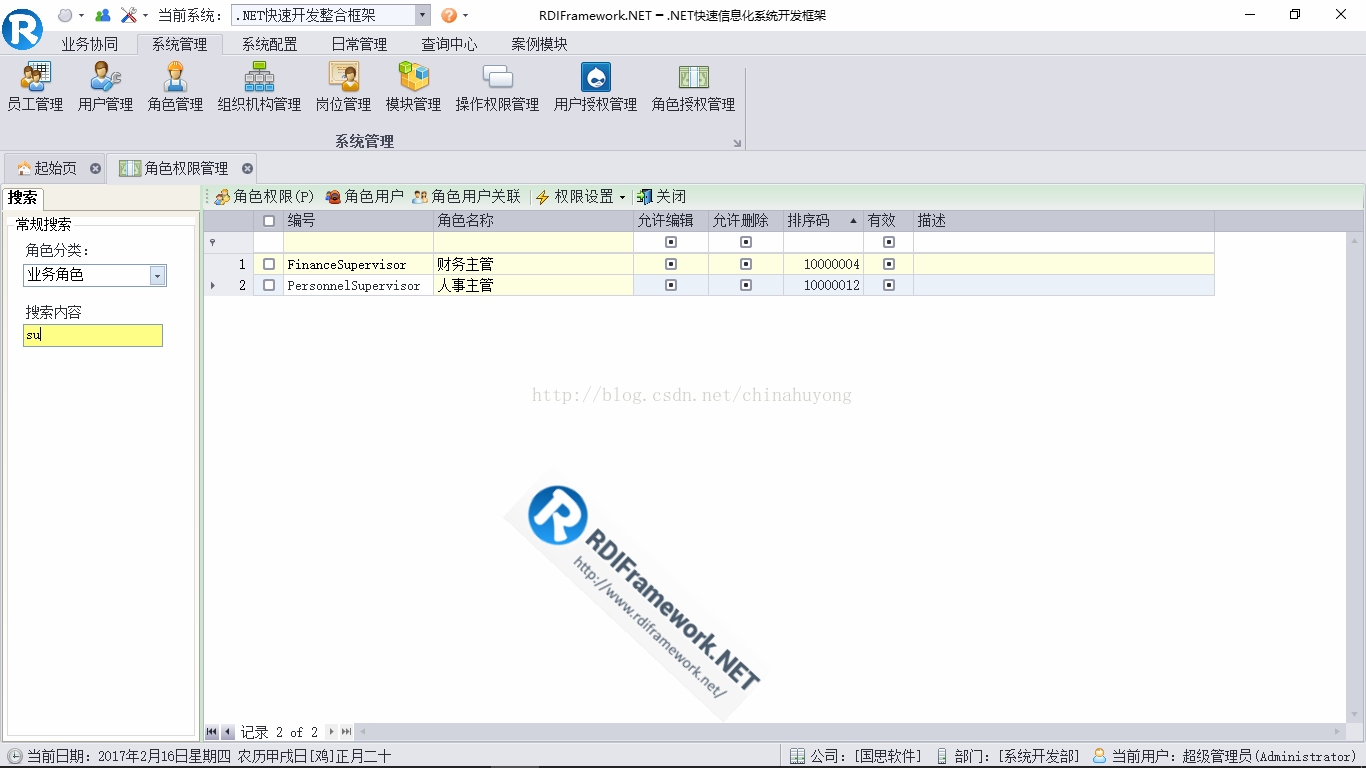 当前系统: .NET快速开发整合框架
RDIFramework.NET - .NET快速信息化系统开发框架
业务协同 系统管理 系统配置 日常管理 查询中心 案例模块
员工管理 用户管理 角色管理 组织机构管理 岗位管理 模块管理 操作权限管理 用户授权管理 角色授权管理
系统管理
起始页 角色权限管理
搜索
角色权限(P) 角色用户 角色用户关联 权限设置 关闭
常规搜索
角色分类:
业务角色
搜索内容
su
编号 角色名称 允许编辑 允许删除 排序码 有效 描述
1 FinanceSupervisor 财务主管 10000004
2 PersonnelSupervisor 人事主管 10000012
http://blog.csdn.net/chinahuyong
RDIFramework.NET
http://www.rdiframework.net/
记录 2 of 2
当前日期: 2017年2月16日星期四 农历甲戌日[鸡]正月二十 公司: [国思软件] 部门: [系统开发部] 当前用户: 超级管理员(Administrator)